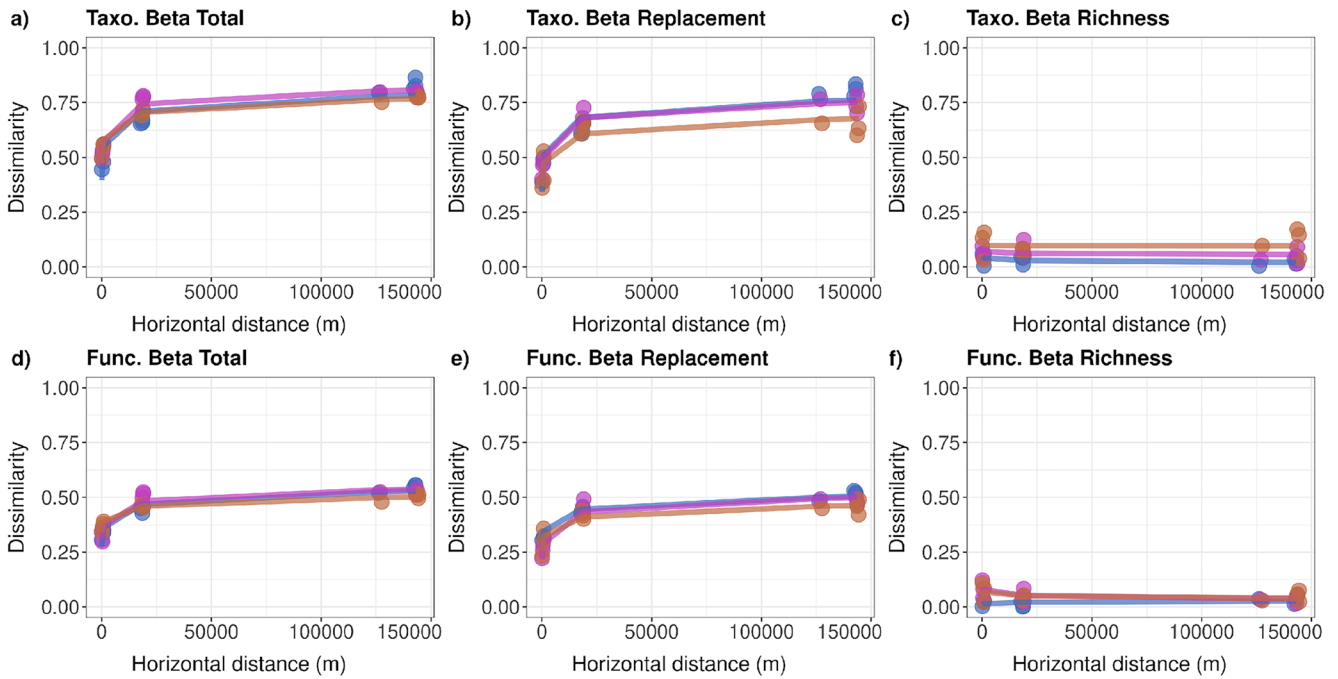 a) Taxo. Beta Total
b) Taxo. Beta Replacement
c) Taxo. Beta Richness
Dissimilarity
1.00
0.75
0.50
0.25
0.00
0 50000 100000 150000
Horizontal distance (m)
Dissimilarity
1.00
0.75
0.50
0.25
0.00
0 50000 100000 150000
Horizontal distance (m)
Dissimilarity
1.00
0.75
0.50
0.25
0.00
0 50000 100000 150000
Horizontal distance (m)
d) Func. Beta Total
e) Func. Beta Replacement
f) Func. Beta Richness
Dissimilarity
1.00
0.75
0.50
0.25
0.00
0 50000 100000 150000
Horizontal distance (m)
Dissimilarity
1.00
0.75
0.50
0.25
0.00
0 50000 100000 150000
Horizontal distance (m)
Dissimilarity
1.00
0.75
0.50
0.25
0.00
0 50000 100000 150000
Horizontal distance (m)